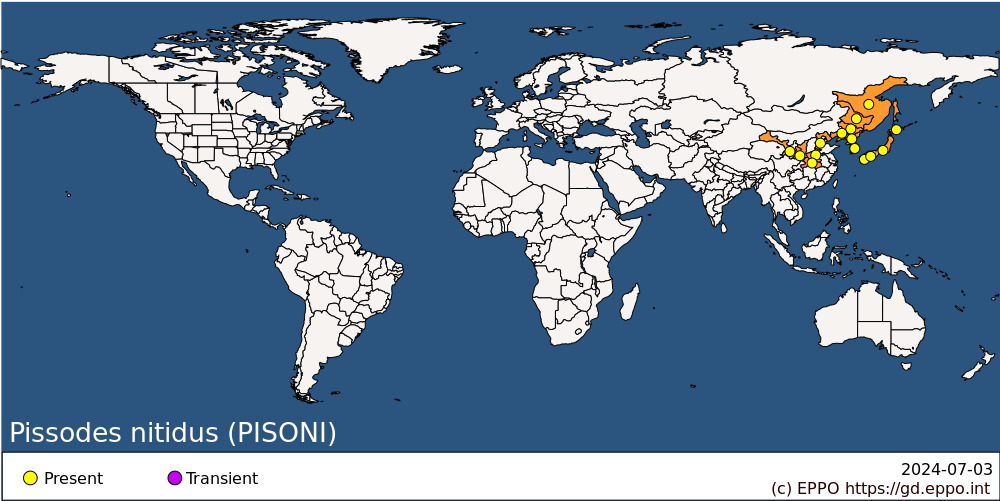 Pissodes nitidus (PISONI)
Present
Transient
2024-07-03
(c) EPPO https://gd.eppo.int